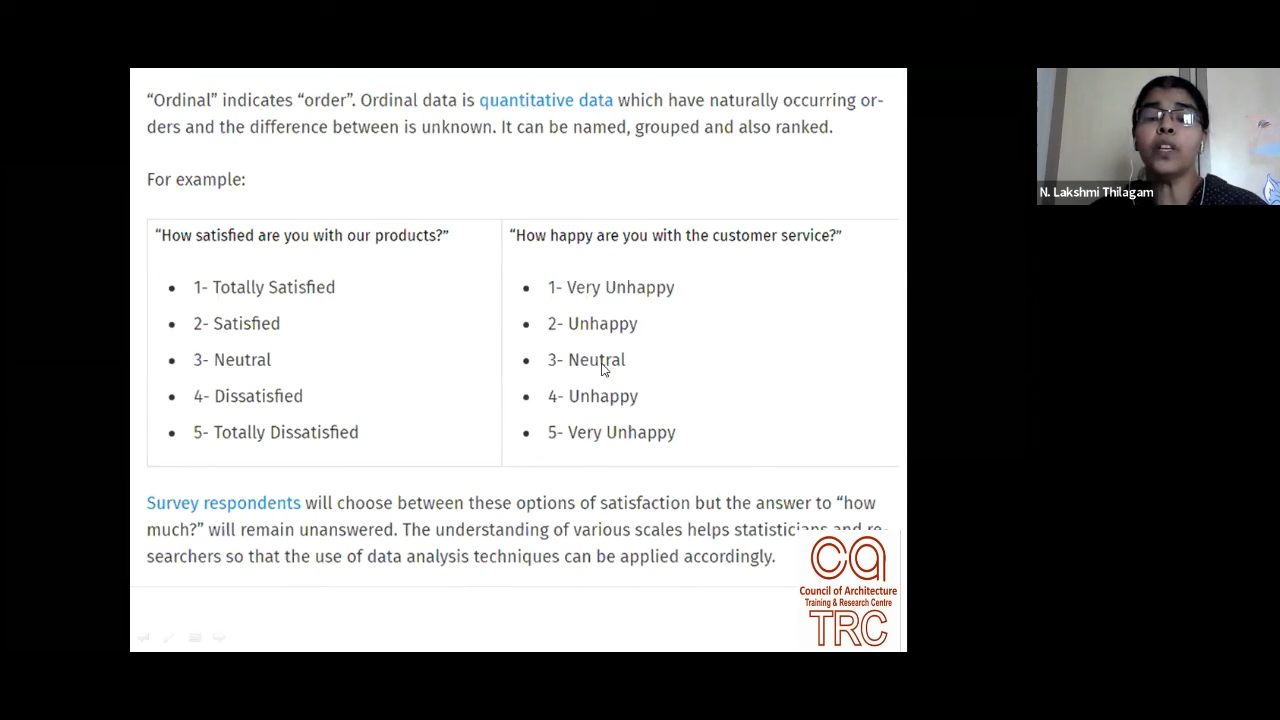 “Ordinal” indicates “order”. Ordinal data is quantitative data which have naturally occurring or-
ders and the difference between is unknown. It can be named, grouped and also ranked.
For example:
“How satisfied are you with our products?”
• 1- Totally Satisfied
• 2- Satisfied
• 3- Neutral
• 4- Dissatisfied
• 5- Totally Dissatisfied
“How happy are you with the customer service?”
• 1- Very Unhappy
• 2- Unhappy
• 3- Neutral
• 4- Unhappy
• 5- Very Unhappy
Survey respondents will choose between these options of satisfaction but the answer to “how
much?” will remain unanswered. The understanding of various scales helps statisticians and re-
searchers so that the use of data analysis techniques can be applied accordingly.
ca
Council of Architecture
Training & Research Centre
TRC
N. Lakshmi Thilagam